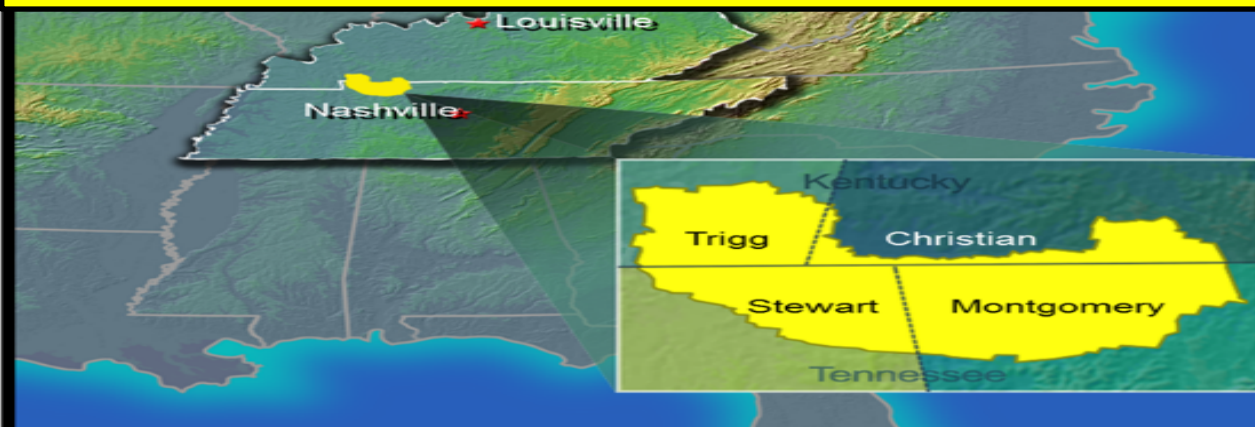 Louisville
Nashville
Kentucky
Trigg
Christian
Stewart
Montgomery
Tennessee